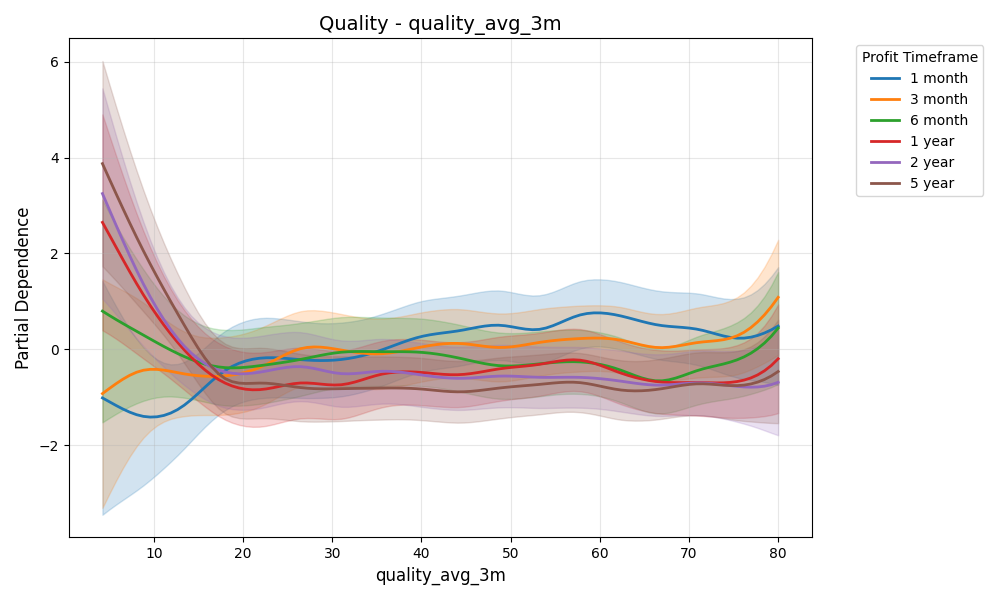 Quality - quality_avg_3m
Profit Timeframe
1 month
3 month
6 month
1 year
2 year
5 year
Partial Dependence
6
4
2
0
−2
10
20
30
40
50
60
70
80
quality_avg_3m